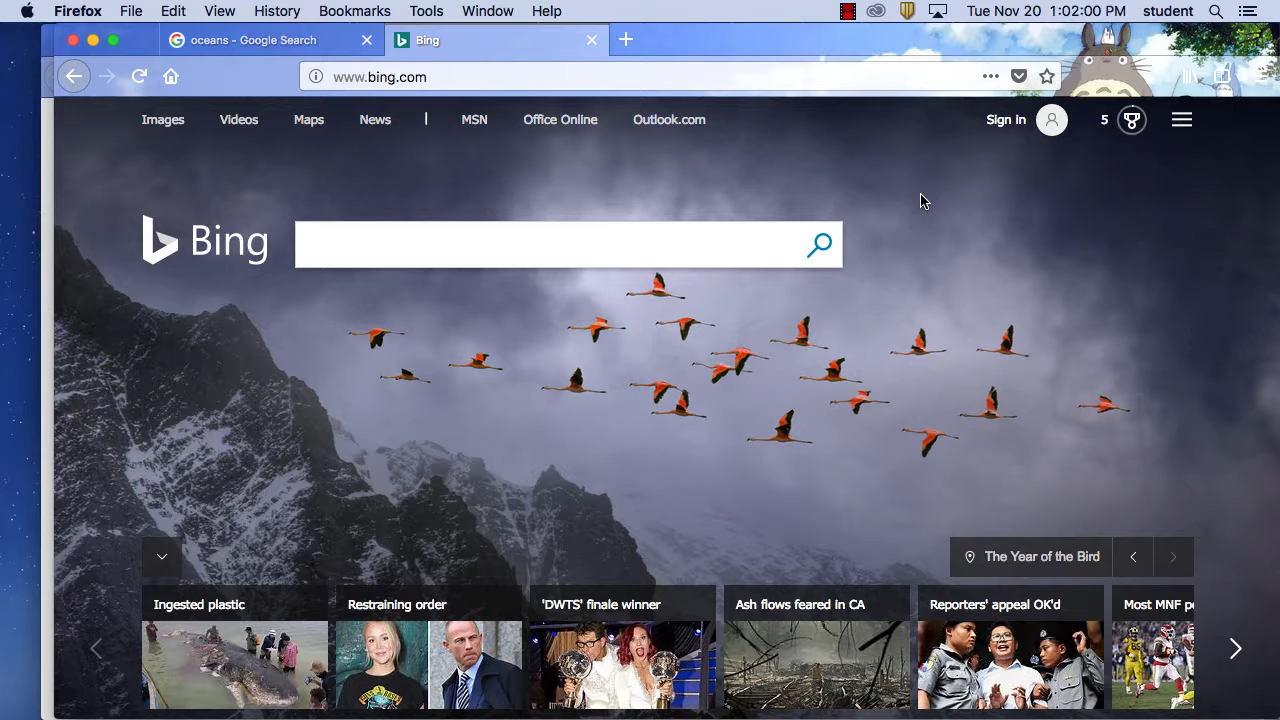 Firefox File Edit View History Bookmarks Tools Window Help Tue Nov 20 1:02:00 PM student
oceans - Google Search Bing
www.bing.com
Images Videos Maps News | MSN Office Online Outlook.com Sign in 5
Bing
The Year of the Bird
Ingested plastic Restraining order 'DWTS' finale winner Ash flows feared in CA Reporters' appeal OK'd Most MNF p